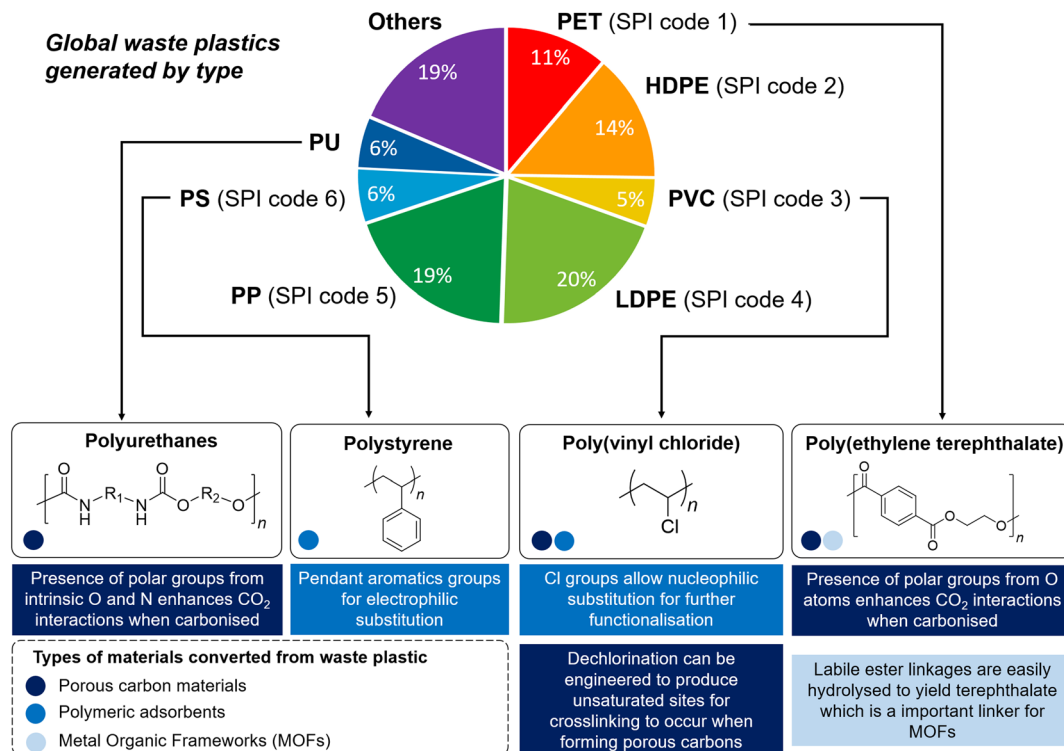 Global waste plastics
generated by type
Others
PET (SPI code 1)
19%
11%
HDPE (SPI code 2)
14%
PU
6%
PS (SPI code 6)
6%
5%
PVC (SPI code 3)
PP (SPI code 5)
19%
20%
LDPE (SPI code 4)
Polyurethanes
O
O
N
H
R1
N
H
O
R2
O
n
Polystyrene
n
Poly(vinyl chloride)
n
Cl
Poly(ethylene terephthalate)
O
O
O
O
n
Presence of polar groups from
intrinsic O and N enhances CO2
interactions when carbonised
Pendant aromatics groups
for electrophilic
substitution
Cl groups allow nucleophilic
substitution for further
functionalisation
Presence of polar groups from O
atoms enhances CO2 interactions
when carbonised
Types of materials converted from waste plastic
Porous carbon materials
Polymeric adsorbents
Metal Organic Frameworks (MOFs)
Dechlorination can be
engineered to produce
unsaturated sites for
crosslinking to occur when
forming porous carbons
Labile ester linkages are easily
hydrolysed to yield terephthalate
which is a important linker for
MOFs